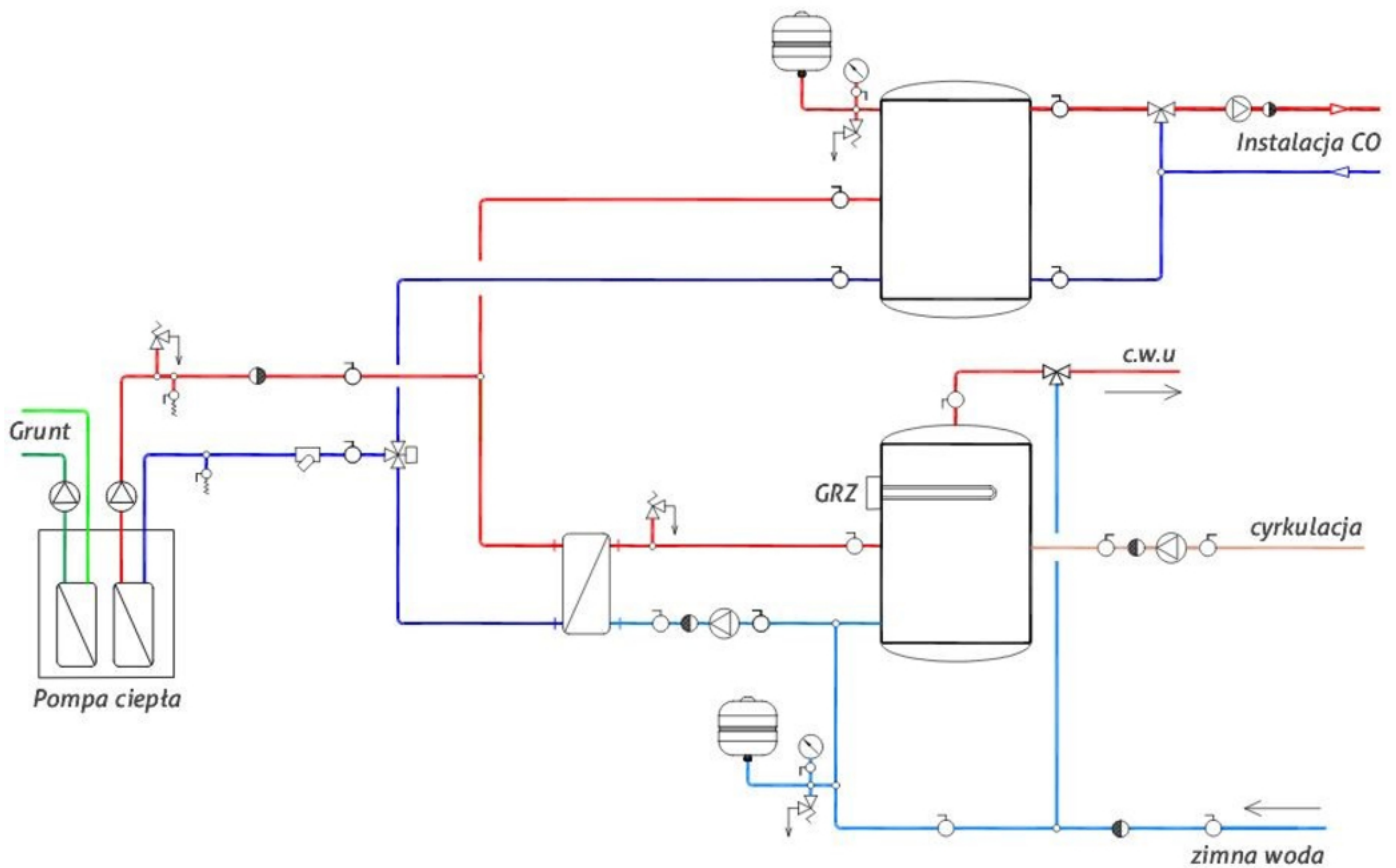 Instalacja CO
c.w.u
Grunt
GRZ
cyrkulacja
Pompa ciepła
zimna woda